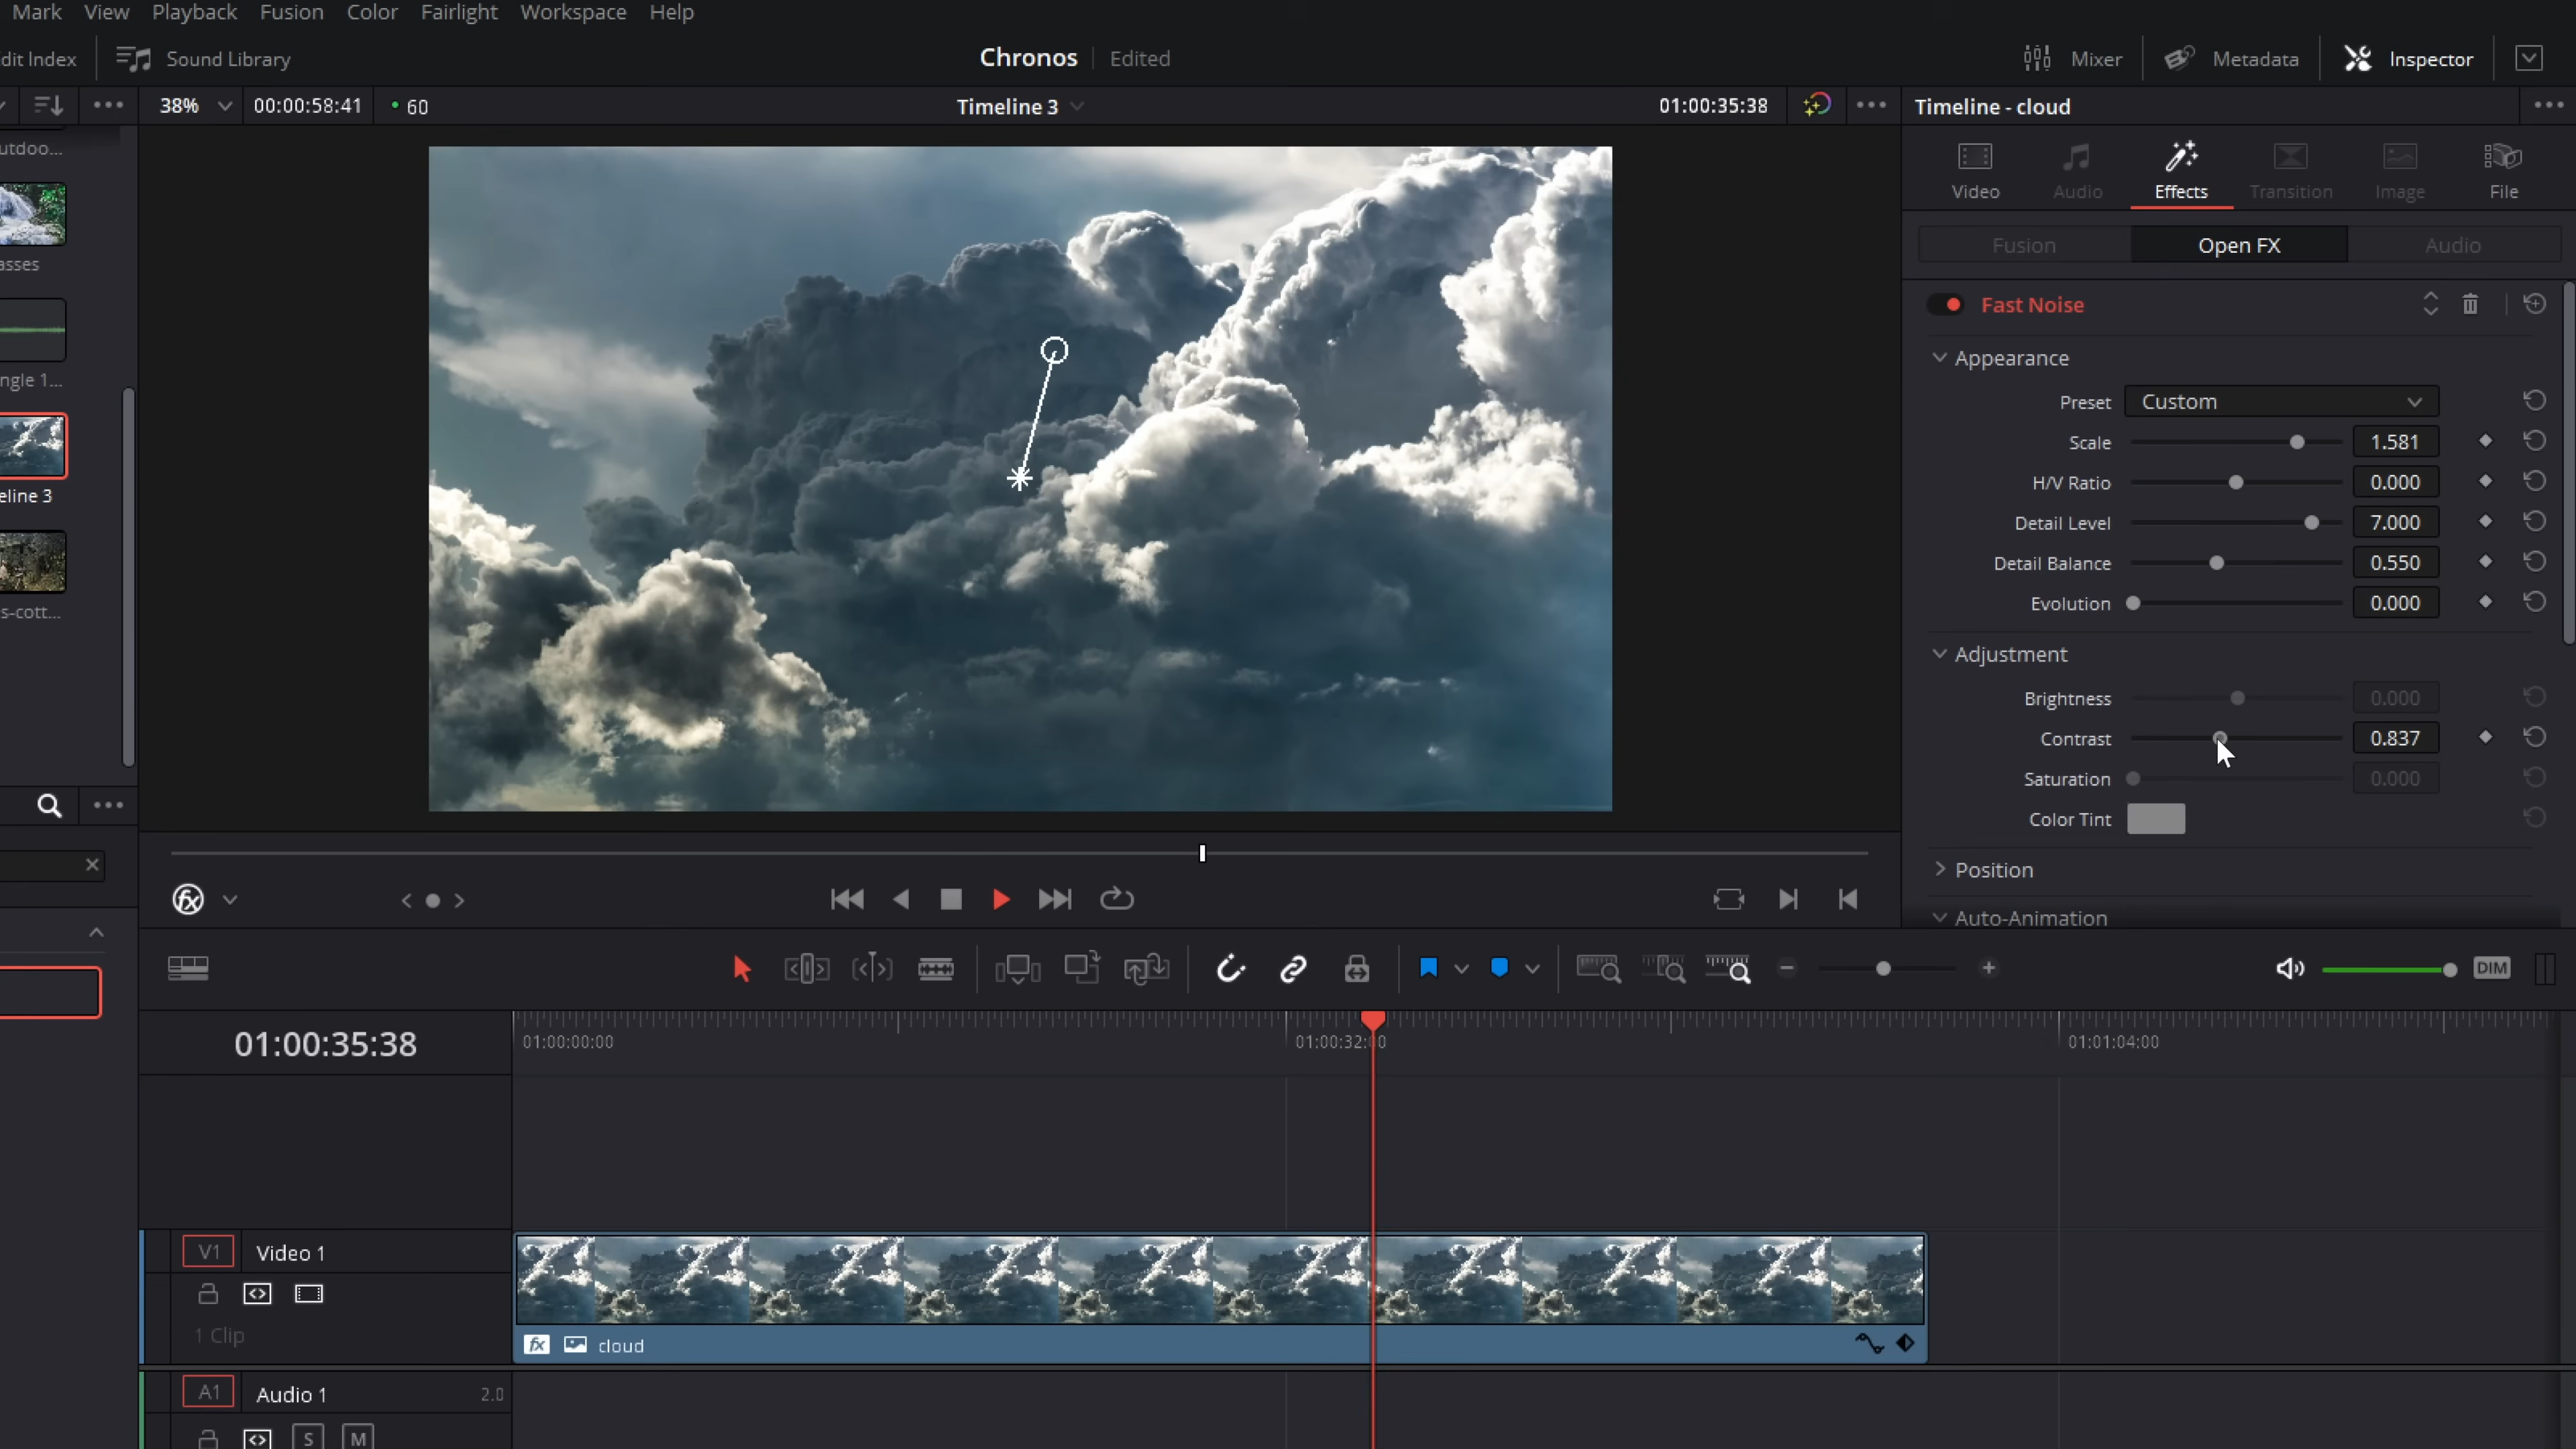 Mark View Playback Fusion Color Fairlight Workspace Help
dit Index Sound Library Chronos Edited Mixer Metadata Inspector
38% 00:00:58:41 60 Timeline 3 01:00:35:38 Timeline - cloud
utdoo...
asses
ngle 1...
eline 3
s-cott...
Video Audio Effects Transition Image File
Fusion Open FX Audio
Fast Noise
Appearance
Preset Custom
Scale 1.581
H/V Ratio 0.000
Detail Level 7.000
Detail Balance 0.550
Evolution 0.000
Adjustment
Brightness 0.000
Contrast 0.837
Saturation 0.000
Color Tint
Position
Auto-Animation
fx
DIM
01:00:35:38 01:00:00:00 01:00:32:00 01:01:04:00
V1 Video 1
1 Clip
fx cloud
A1 Audio 1 2.0
S M